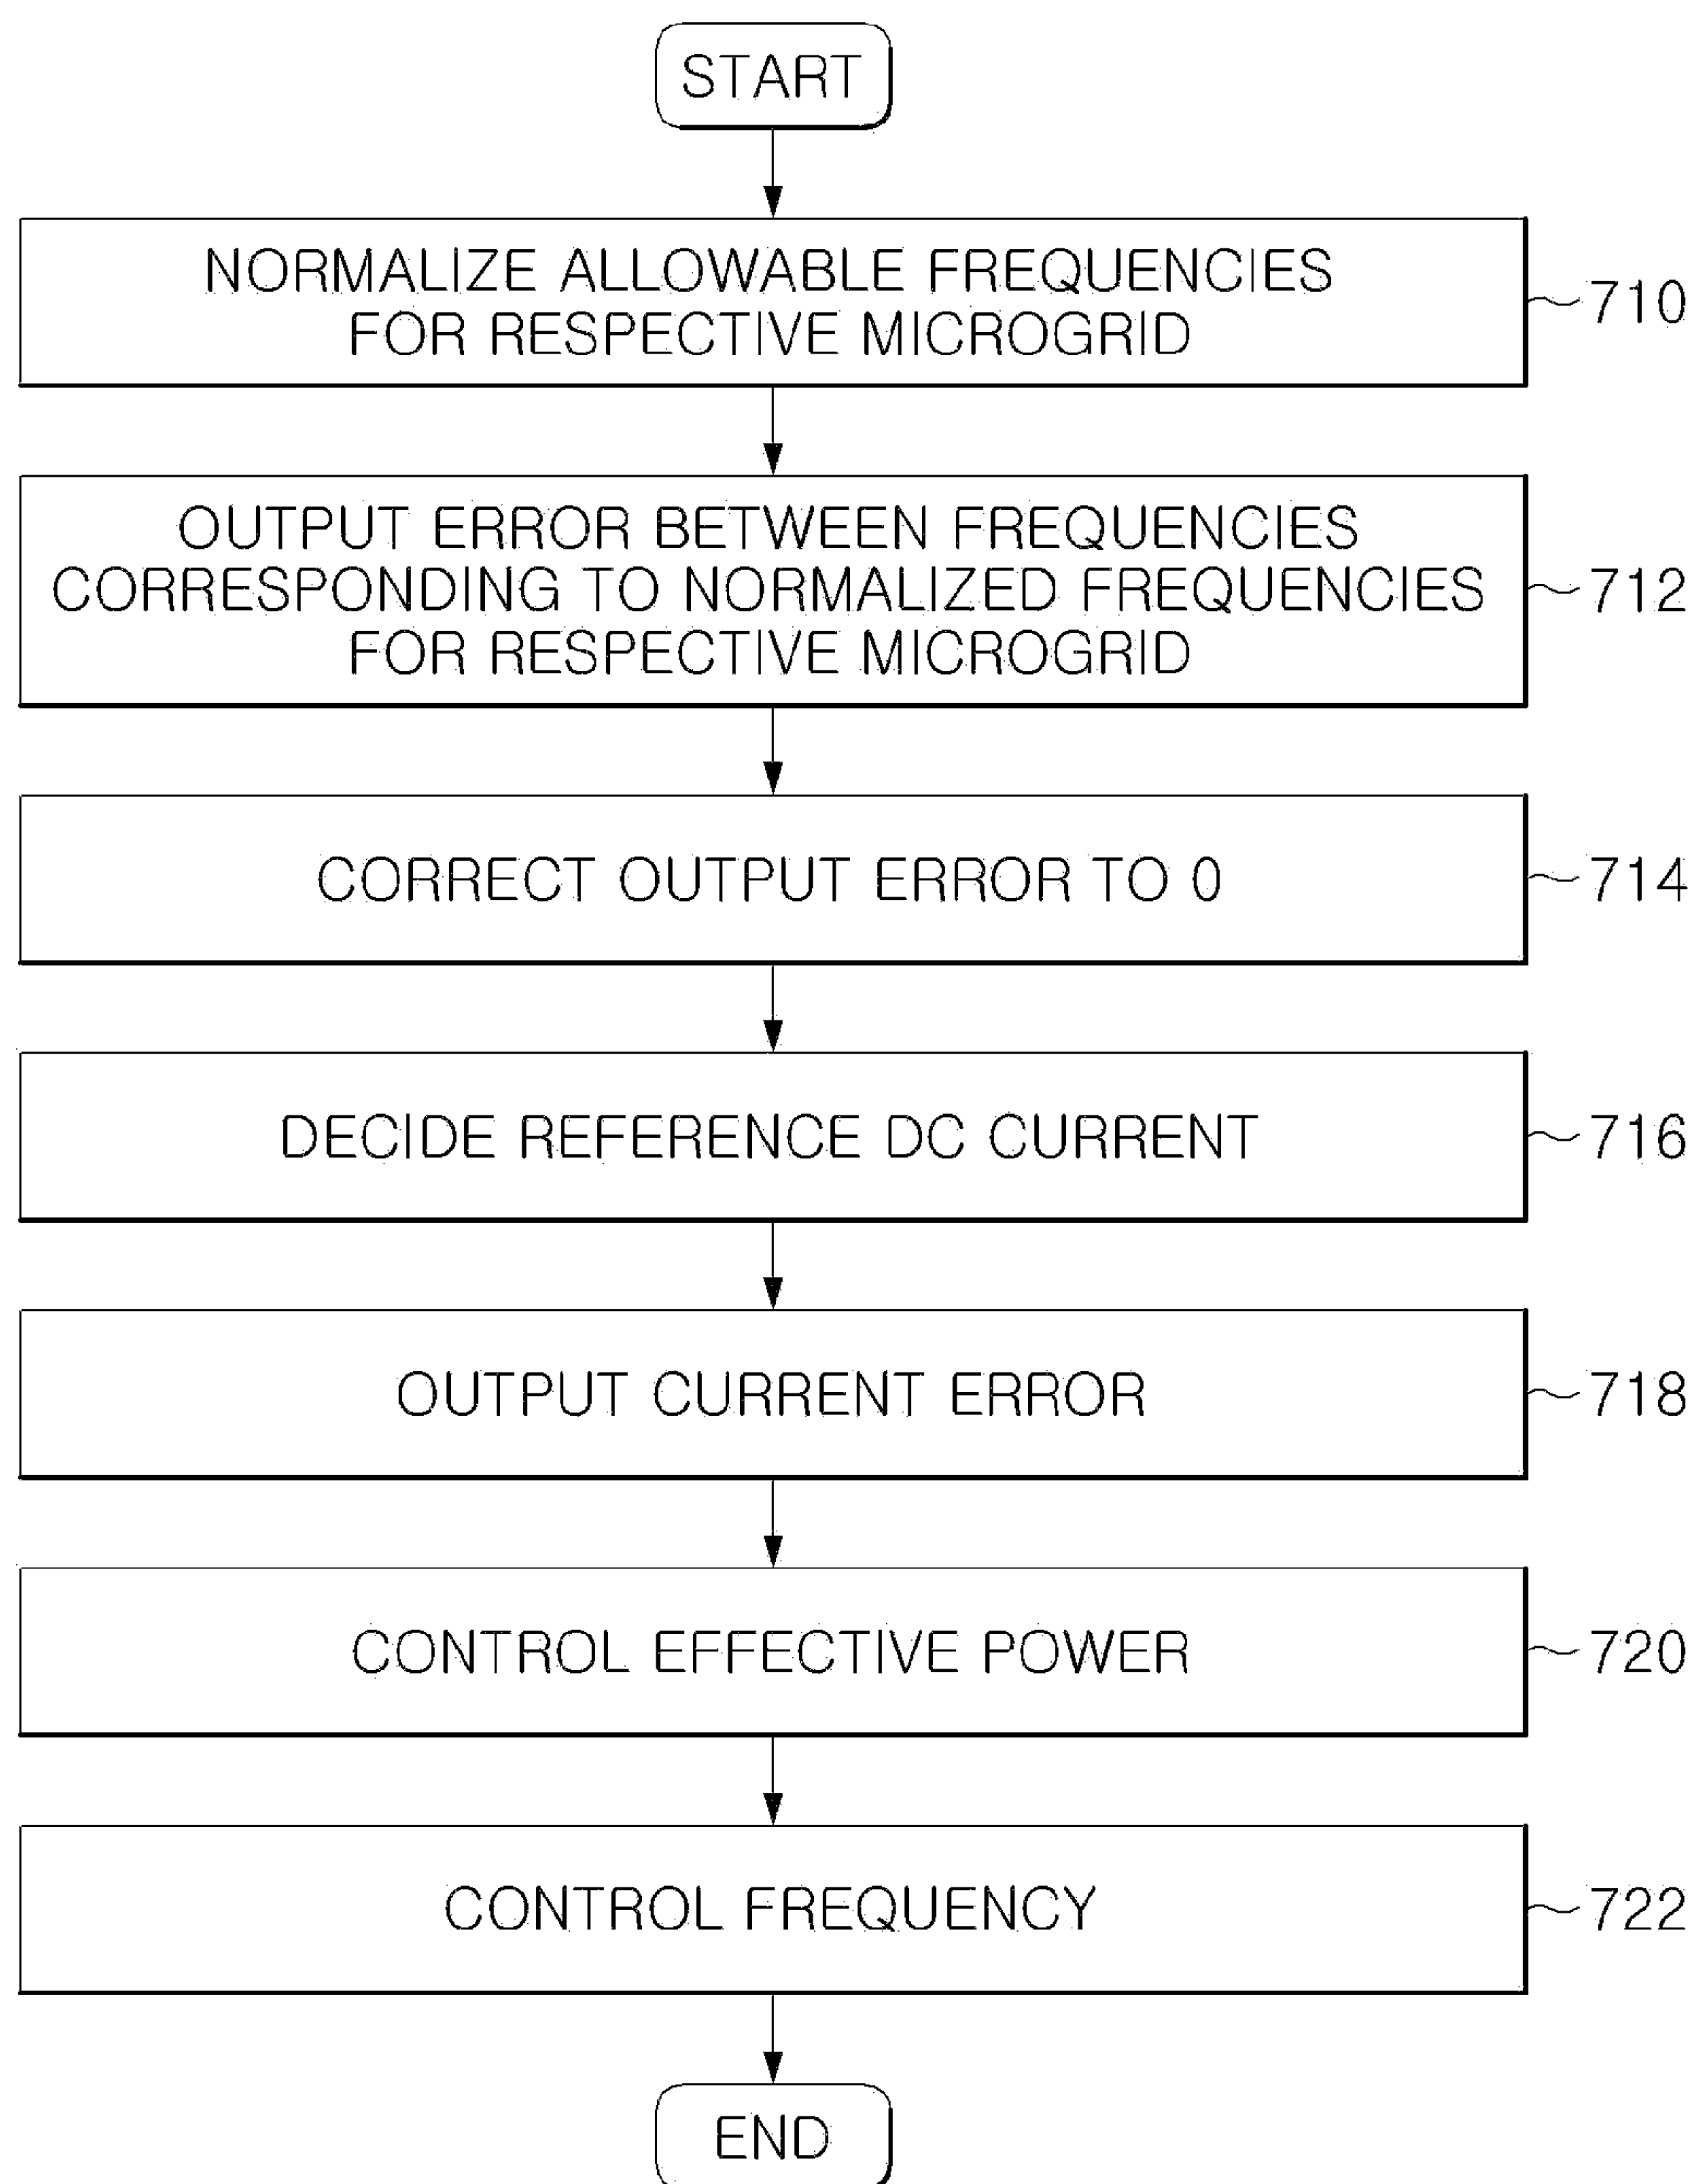 START
NORMALIZE ALLOWABLE FREQUENCIES
FOR RESPECTIVE MICROGRID
710
OUTPUT ERROR BETWEEN FREQUENCIES
CORRESPONDING TO NORMALIZED FREQUENCIES
FOR RESPECTIVE MICROGRID
712
CORRECT OUTPUT ERROR TO 0
714
DECIDE REFERENCE DC CURRENT
716
OUTPUT CURRENT ERROR
718
CONTROL EFFECTIVE POWER
720
CONTROL FREQUENCY
722
END